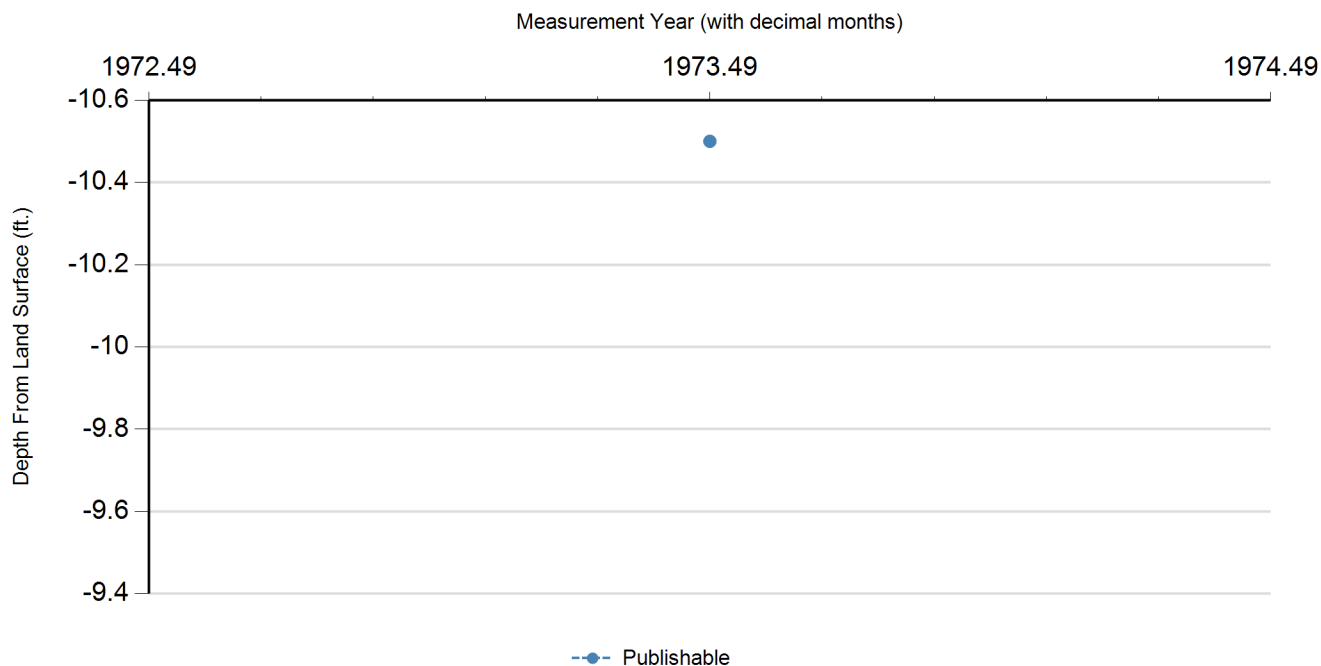 Measurement Year (with decimal months)
1972.49 1973.49 1974.49
-10.6
-10.4
-10.2
-10
-9.8
-9.6
-9.4
Depth From Land Surface (ft.)
Publishable